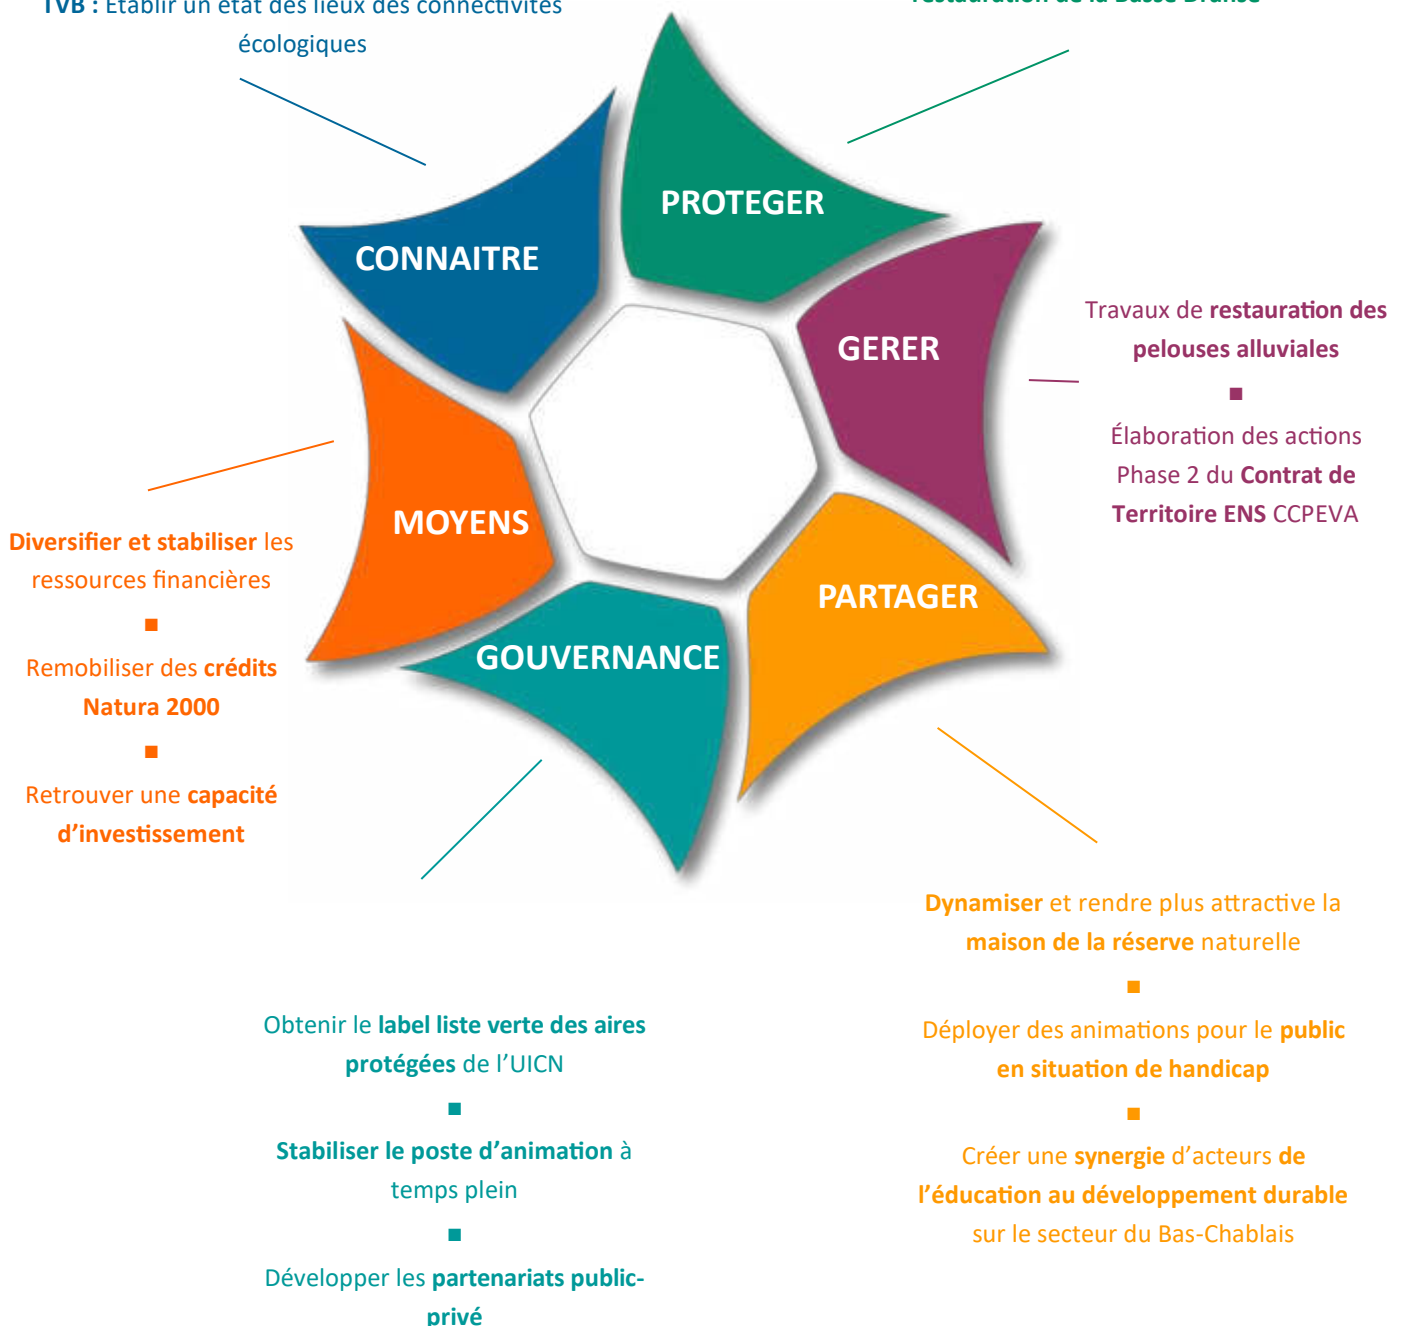 TVB : Établir un état des lieux des connectivités
écologiques
restauration de la Basse Dranse
PROTEGER
CONNAITRE
GERER
Travaux de restauration des
pelouses alluviales
■
Élaboration des actions
Phase 2 du Contrat de
Territoire ENS CCPEVA
MOYENS
Diversifier et stabiliser les
ressources financières
■
Remobiliser des crédits
Natura 2000
■
Retrouver une capacité
d’investissement
PARTAGER
GOUVERNANCE
Dynamiser et rendre plus attractive la
maison de la réserve naturelle
■
Déployer des animations pour le public
en situation de handicap
■
Créer une synergie d’acteurs de
l’éducation au développement durable
sur le secteur du Bas-Chablais
Obtenir le label liste verte des aires
protégées de l’UICN
■
Stabiliser le poste d’animation à
temps plein
■
Développer les partenariats public-
privé